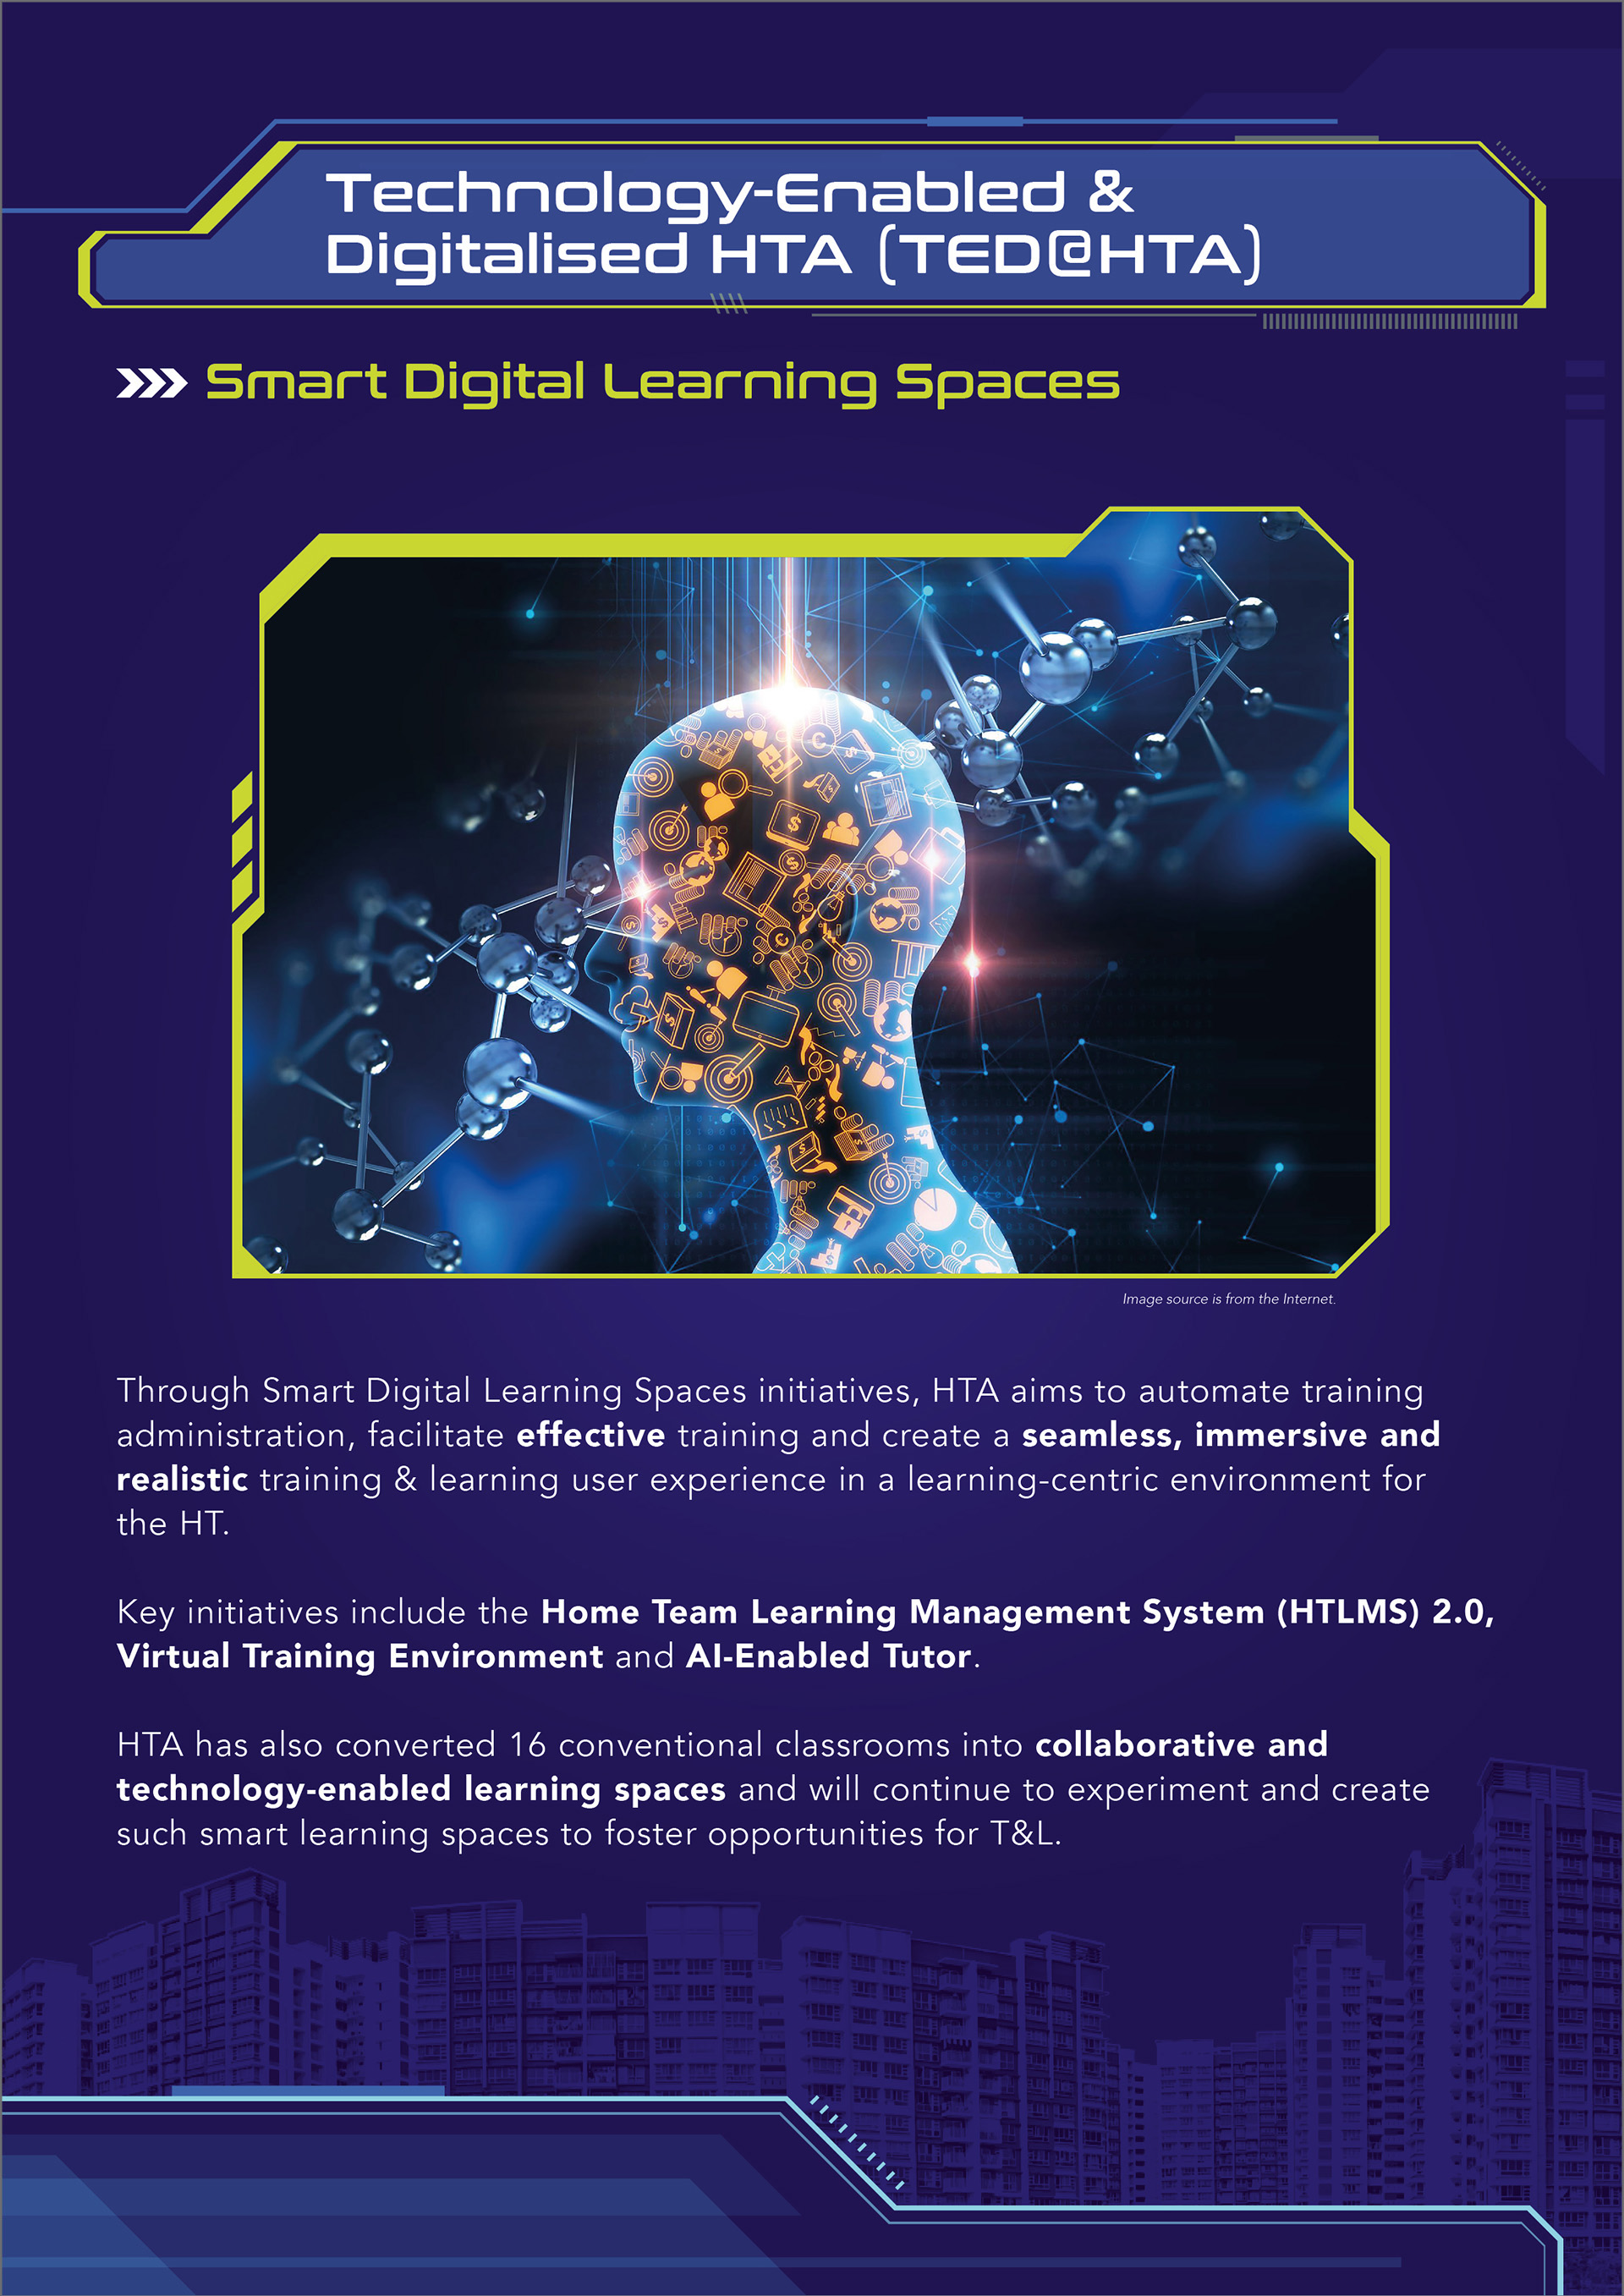 Technology-Enabled &
Digitalised HTA (TED@HTA)
Smart Digital Learning Spaces
Image source is from the Internet.
Through Smart Digital Learning Spaces initiatives, HTA aims to automate training
administration, facilitate effective training and create a seamless, immersive and
realistic training & learning user experience in a learning-centric environment for
the HT.
Key initiatives include the Home Team Learning Management System (HTLMS) 2.0,
Virtual Training Environment and AI-Enabled Tutor.
HTA has also converted 16 conventional classrooms into collaborative and
technology-enabled learning spaces and will continue to experiment and create
such smart learning spaces to foster opportunities for T&L.